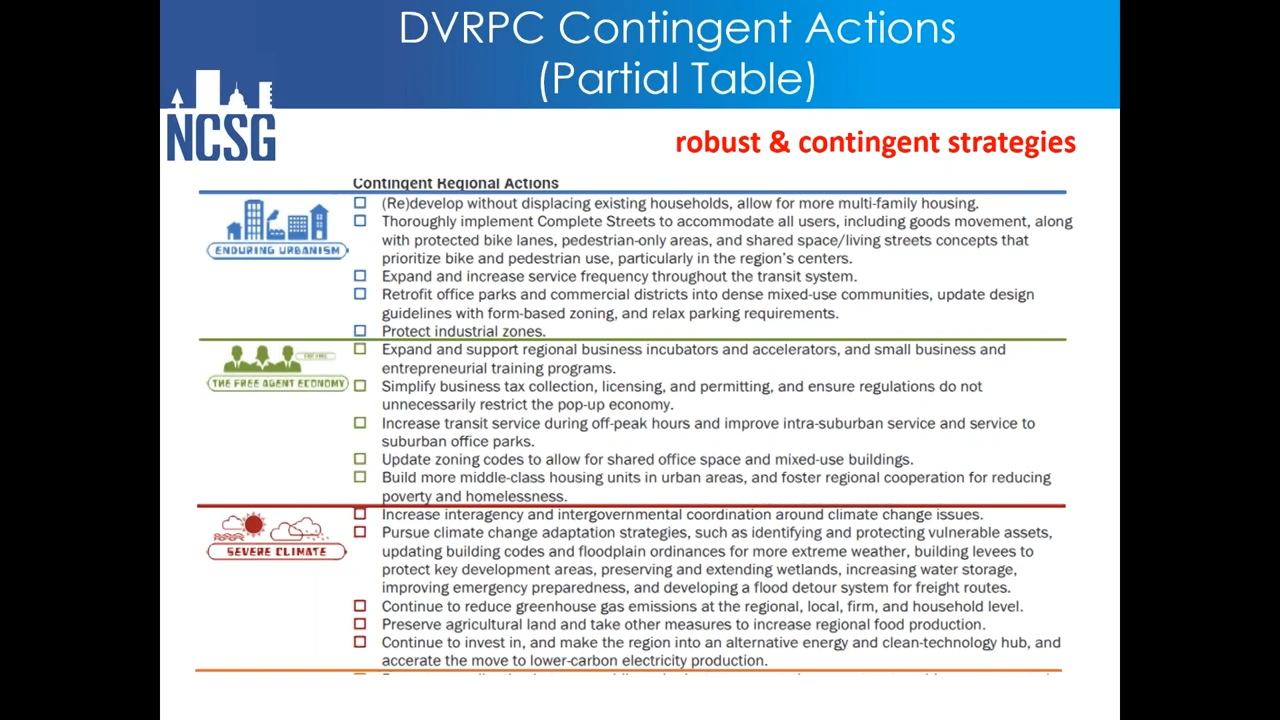 DVRPC Contingent Actions
(Partial Table)
NCSG
robust & contingent strategies
Contingent Regional Actions
ENDURING URBANISM
(Re)develop without displacing existing households, allow for more multi-family housing.
Thoroughly implement Complete Streets to accommodate all users, including goods movement, along
with protected bike lanes, pedestrian-only areas, and shared space/living streets concepts that
prioritize bike and pedestrian use, particularly in the region's centers.
Expand and increase service frequency throughout the transit system.
Retrofit office parks and commercial districts into dense mixed-use communities, update design
guidelines with form-based zoning, and relax parking requirements.
Protect industrial zones.
THE FREE AGENT ECONOMY
Expand and support regional business incubators and accelerators, and small business and
entrepreneurial training programs.
Simplify business tax collection, licensing, and permitting, and ensure regulations do not
unnecessarily restrict the pop-up economy.
Increase transit service during off-peak hours and improve intra-suburban service and service to
suburban office parks.
Update zoning codes to allow for shared office space and mixed-use buildings.
Build more middle-class housing units in urban areas, and foster regional cooperation for reducing
poverty and homelessness.
SEVERE CLIMATE
Increase interagency and intergovernmental coordination around climate change issues.
Pursue climate change adaptation strategies, such as identifying and protecting vulnerable assets,
updating building codes and floodplain ordinances for more extreme weather, building levees to
protect key development areas, preserving and extending wetlands, increasing water storage,
improving emergency preparedness, and developing a flood detour system for freight routes.
Continue to reduce greenhouse gas emissions at the regional, local, firm, and household level.
Preserve agricultural land and take other measures to increase regional food production.
Continue to invest in, and make the region into an alternative energy and clean-technology hub, and
accerate the move to lower-carbon electricity production.